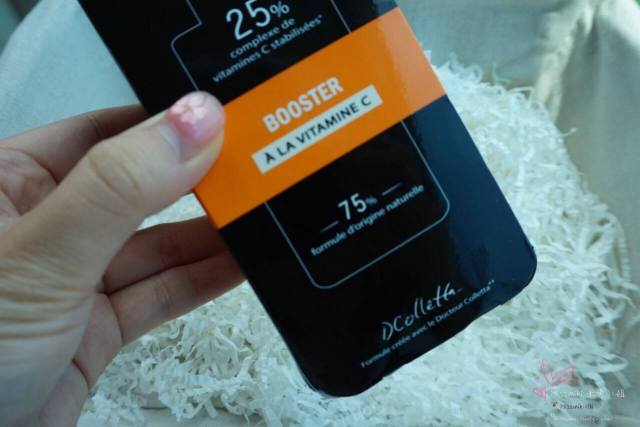 25%
complexe de
vitamines C stabilisées*
BOOSTER
À LA VITAMINE C
75%
formule d'origine naturelle
DColletta
Formule créée avec le Docteur Colletta**